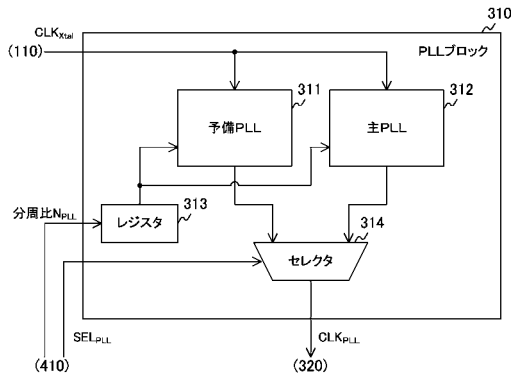 310
CLKXtal
(110)
PLLブロック
311
312
予備PLL
主PLL
分周比NPLL
313
レジスタ
314
セレクタ
SELPLL
CLKPLL
(410)
(320)